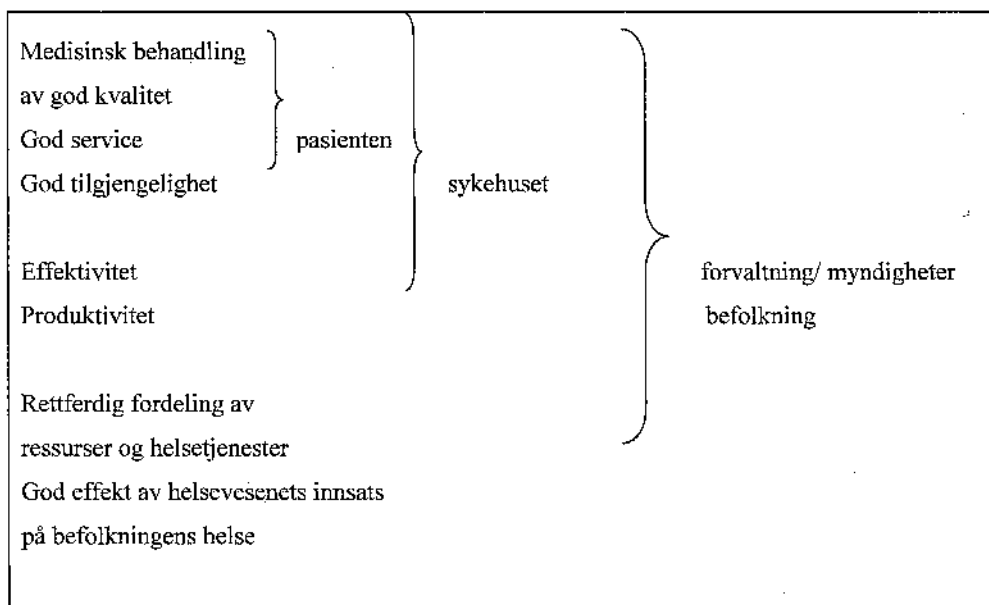 Medisinsk behandling
av god kvalitet
God service pasienten
God tilgjengelighet sykehuset
Effektivitet forvaltning/ myndigheter
Produktivitet befolkning
Rettferdig fordeling av
ressurser og helsetjenester
God effekt av helsevesenets innsats
på befolkningens helse